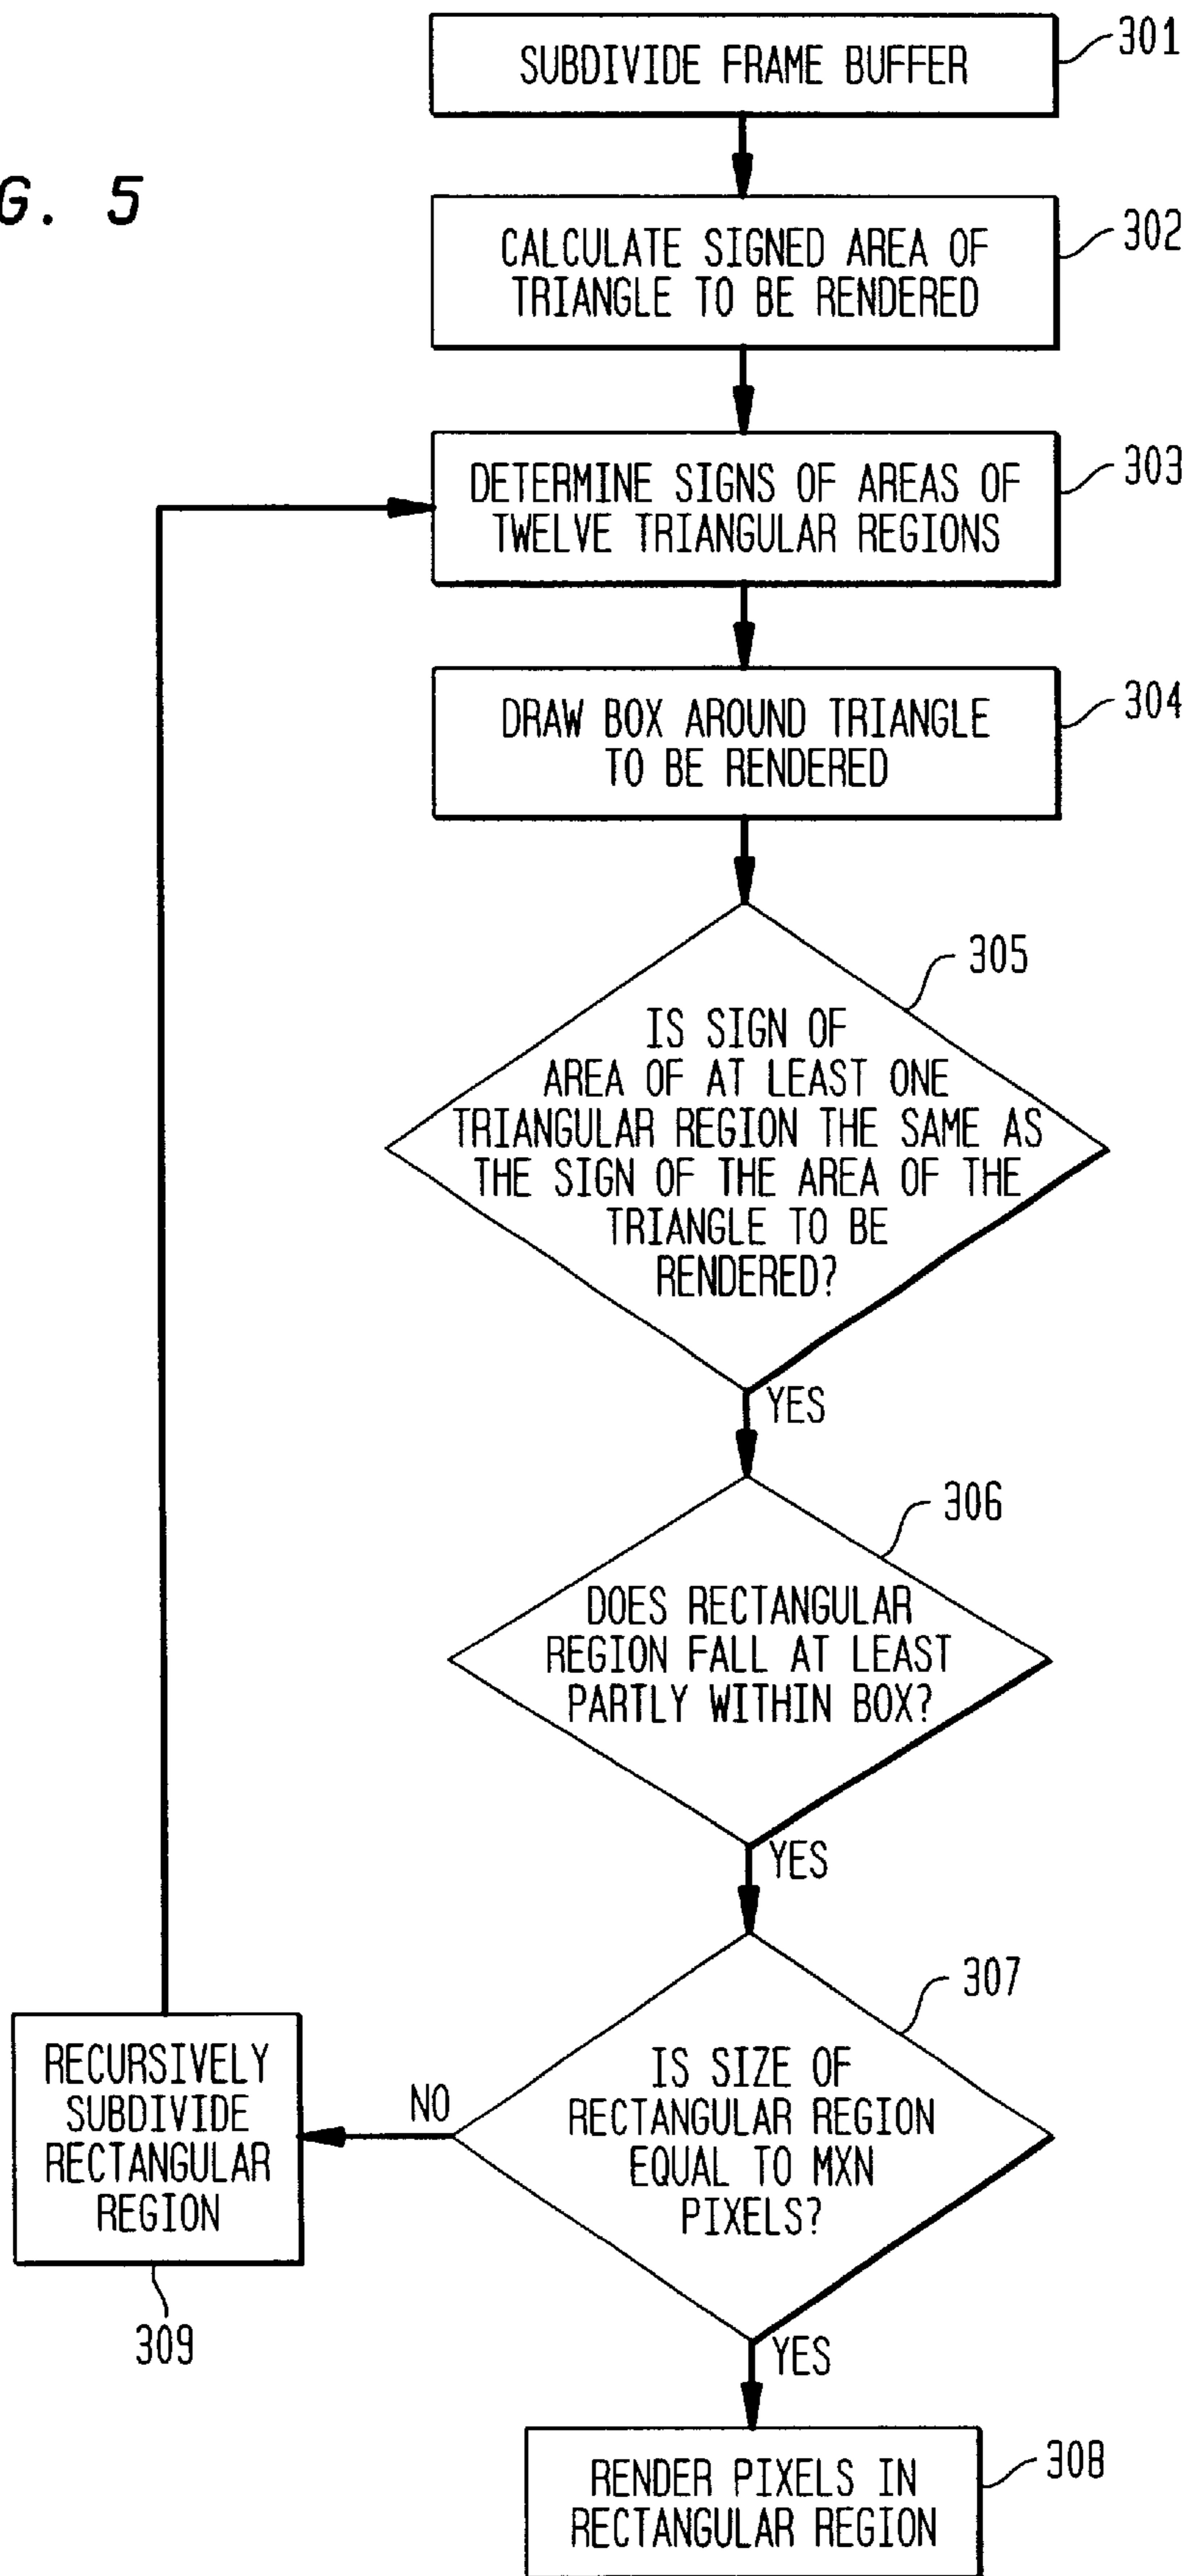 SUBDIVIDE FRAME BUFFER
301
G. 5
CALCULATE SIGNED AREA OF
TRIANGLE TO BE RENDERED
302
DETERMINE SIGNS OF AREAS OF
TWELVE TRIANGULAR REGIONS
303
DRAW BOX AROUND TRIANGLE
TO BE RENDERED
304
305
IS SIGN OF
AREA OF AT LEAST ONE
TRIANGULAR REGION THE SAME AS
THE SIGN OF THE AREA OF THE
TRIANGLE TO BE
RENDERED?
YES
306
DOES RECTANGULAR
REGION FALL AT LEAST
PARTLY WITHIN BOX?
YES
307
IS SIZE OF
RECTANGULAR REGION
EQUAL TO MXN
PIXELS?
NO
RECURSIVELY
SUBDIVIDE
RECTANGULAR
REGION
309
YES
RENDER PIXELS IN
RECTANGULAR REGION
308